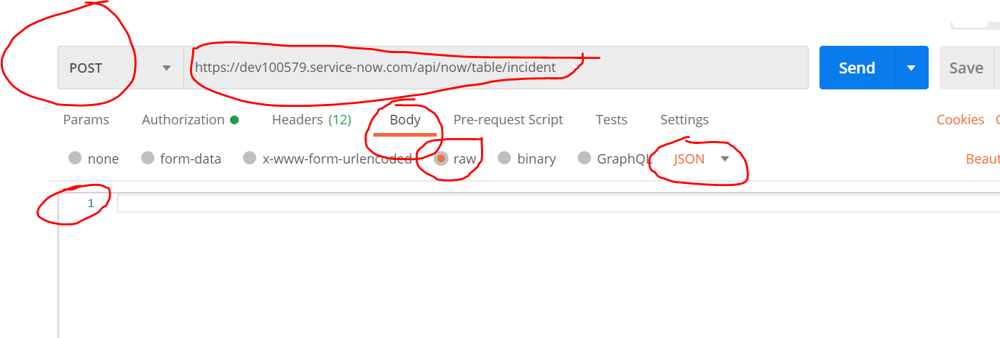 POST https://dev100579.service-now.com/api/now/table/incident Send Save
Params Authorization Headers (12) Body Pre-request Script Tests Settings Cookies
none form-data x-www-form-urlencoded raw binary GraphQL JSON Beaut
1